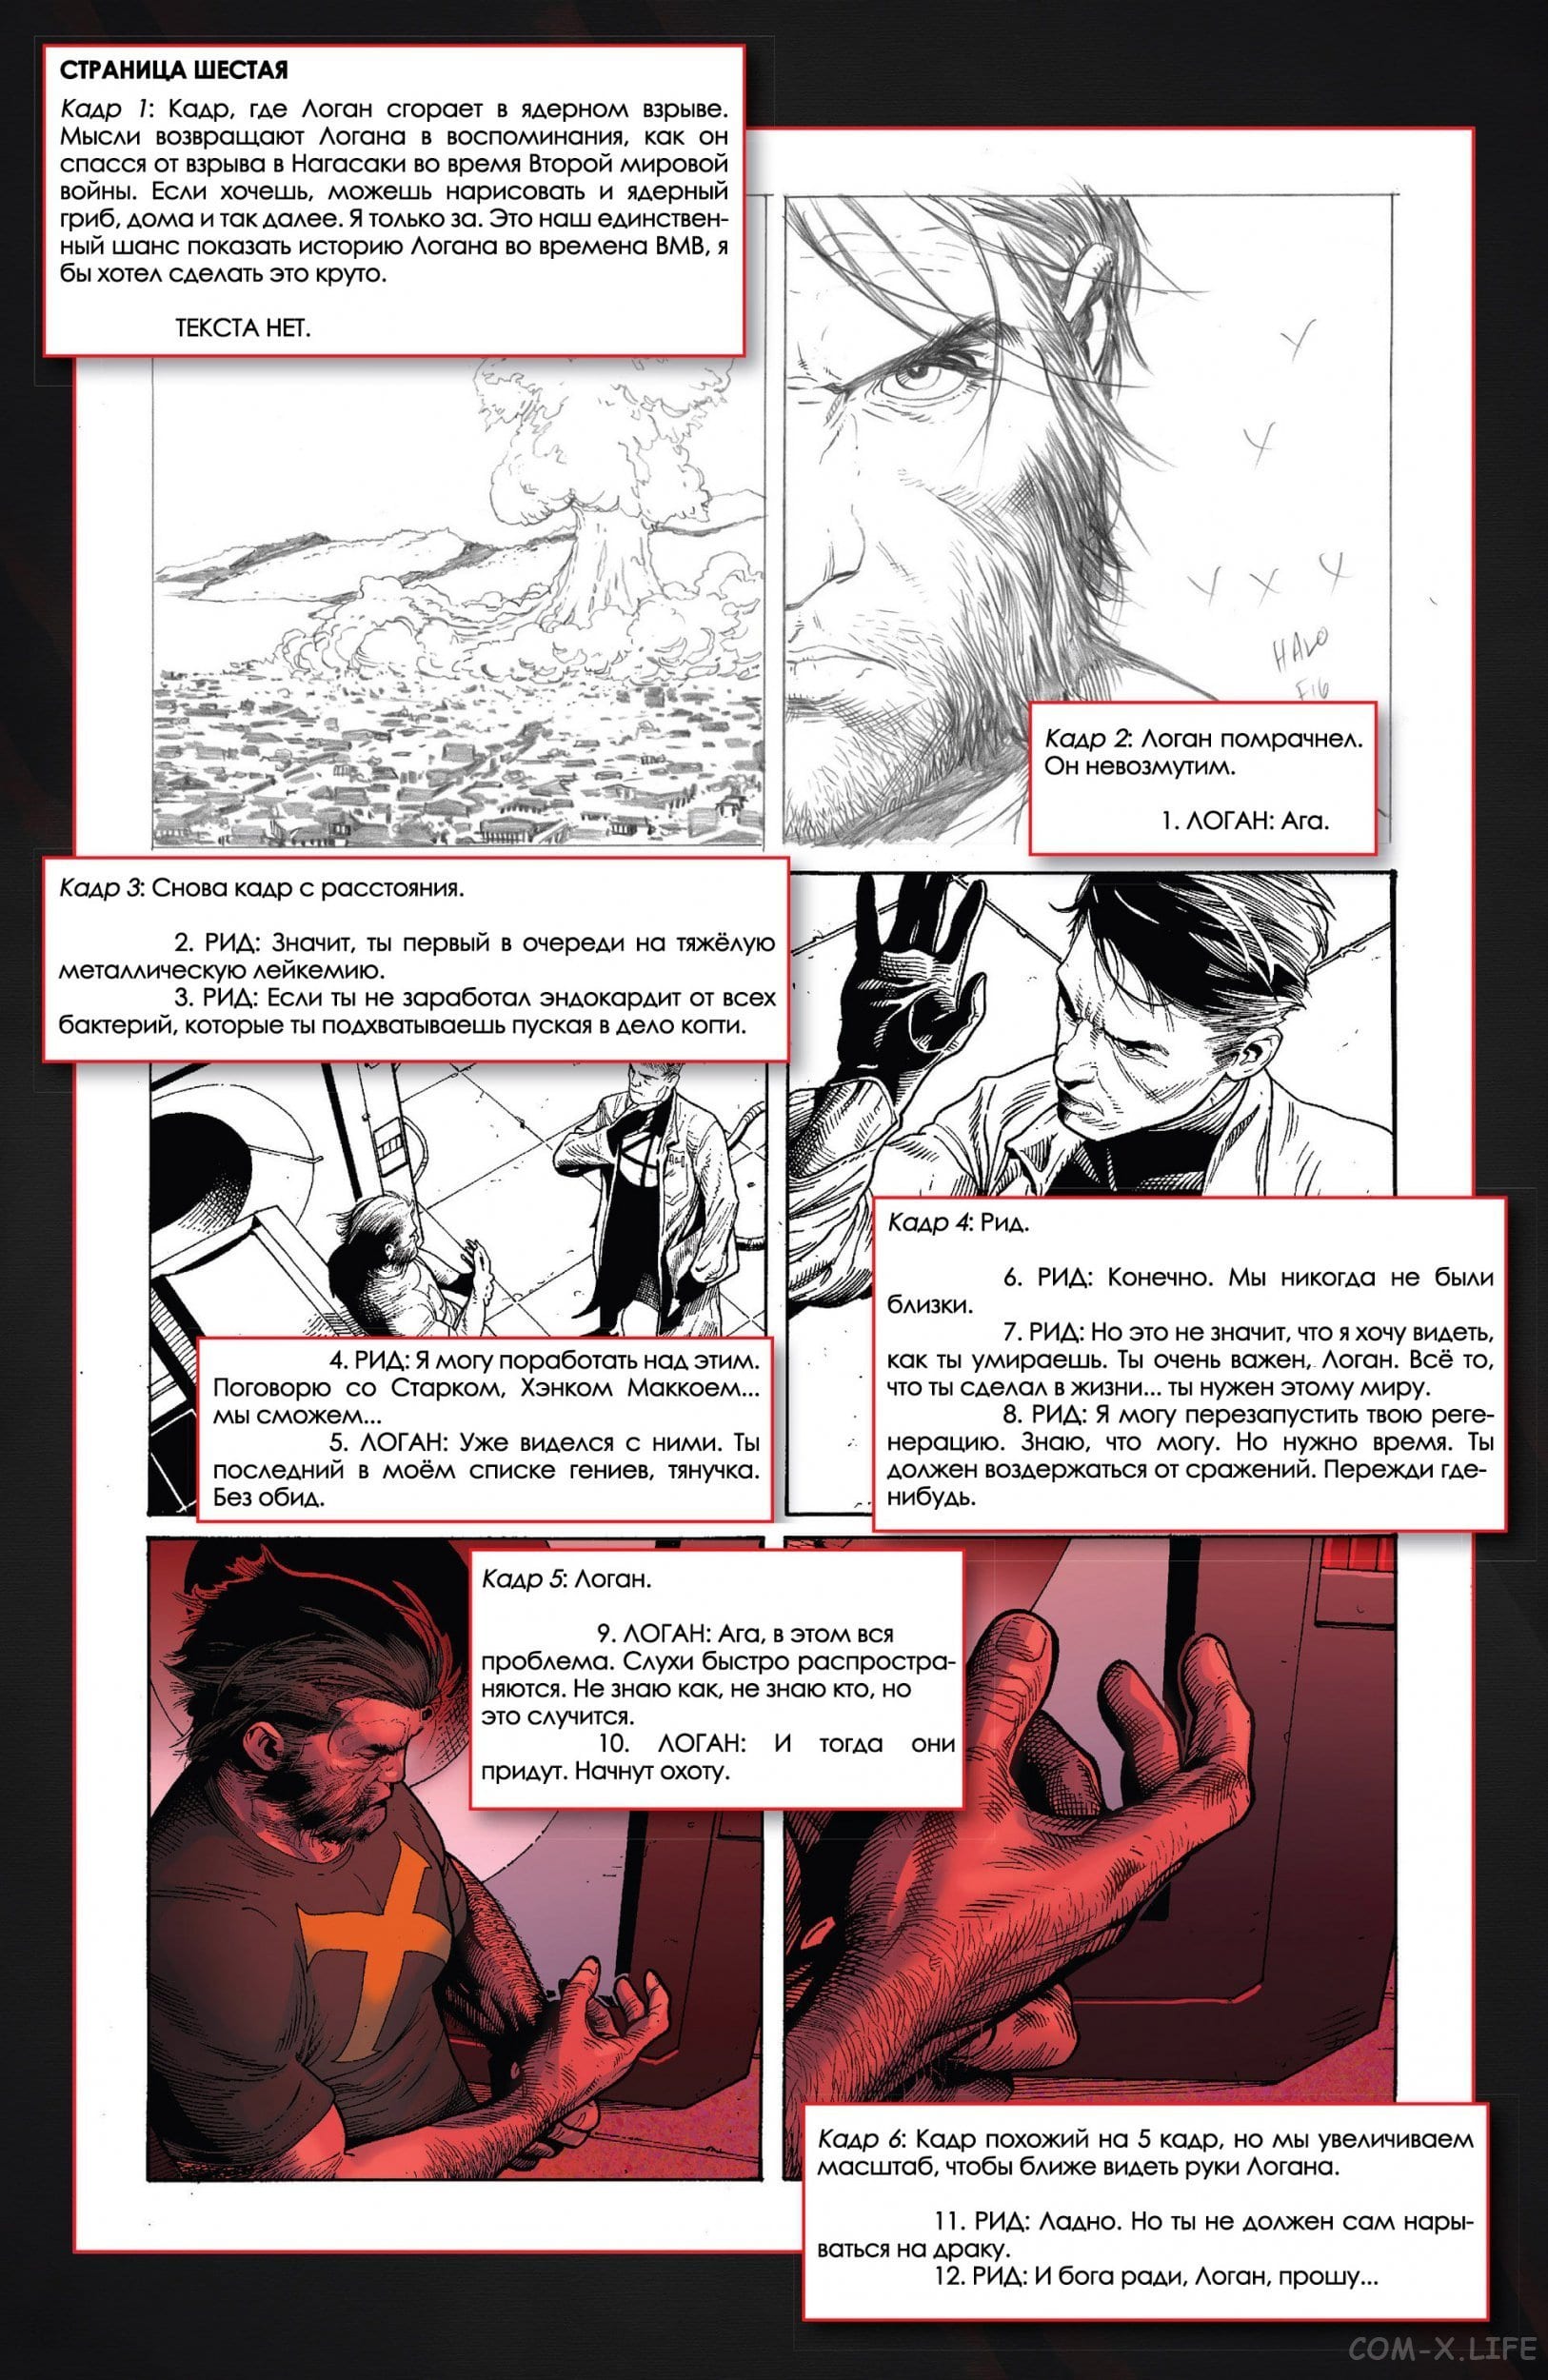 СТРАНИЦА ШЕСТАЯ
Кадр 1: Кадр, где Логан сгорает в ядерном взрыве.
Мысли возвращают Логана в воспоминания, как он
спасся от взрыва в Нагасаки во время Второй мировой
войны. Если хочешь, можешь нарисовать и ядерный
гриб, дома и так далее. Я только за. Это наш единствен-
ный шанс показать историю Логана во времена ВМВ, я
бы хотел сделать это круто.
ТЕКСТА НЕТ.
HALO
F16
Кадр 2: Логан помрачнел.
Он невозмутим.
1. ЛОГАН: Ага.
Кадр 3: Снова кадр с расстояния.
2. РИД: Значит, ты первый в очереди на тяжёлую
металлическую лейкемию.
3. РИД: Если ты не заработал эндокардит от всех
бактерий, которые ты подхватываешь пуская в дело когти.
4. РИД: Я могу поработать над этим.
Поговорю со Старком, Хэнком Маккоем...
мы сможем...
5. ЛОГАН: Уже виделся с ними. Ты
последний в моём списке гениев, тянучка.
Без обид.
Кадр 4: Рид.
6. РИД: Конечно. Мы никогда не были
близки.
7. РИД: Но это не значит, что я хочу видеть,
как ты умираешь. Ты очень важен, Логан. Всё то,
что ты сделал в жизни... ты нужен этому миру.
8. РИД: Я могу перезапустить твою реге-
нерацию. Знаю, что могу. Но нужно время. Ты
должен воздержаться от сражений. Пережди где-
нибудь.
Кадр 5: Логан.
9. ЛОГАН: Ага, в этом вся
проблема. Слухи быстро распростра-
няются. Не знаю как, не знаю кто, но
это случится.
10. ЛОГАН: И тогда они
придут. Начнут охоту.
Кадр 6: Кадр похожий на 5 кадр, но мы увеличиваем
масштаб, чтобы ближе видеть руки Логана.
11. РИД: Ладно. Но ты не должен сам нары-
ваться на драку.
12. РИД: И бога ради, Логан, прошу...
COM-X.LIFE